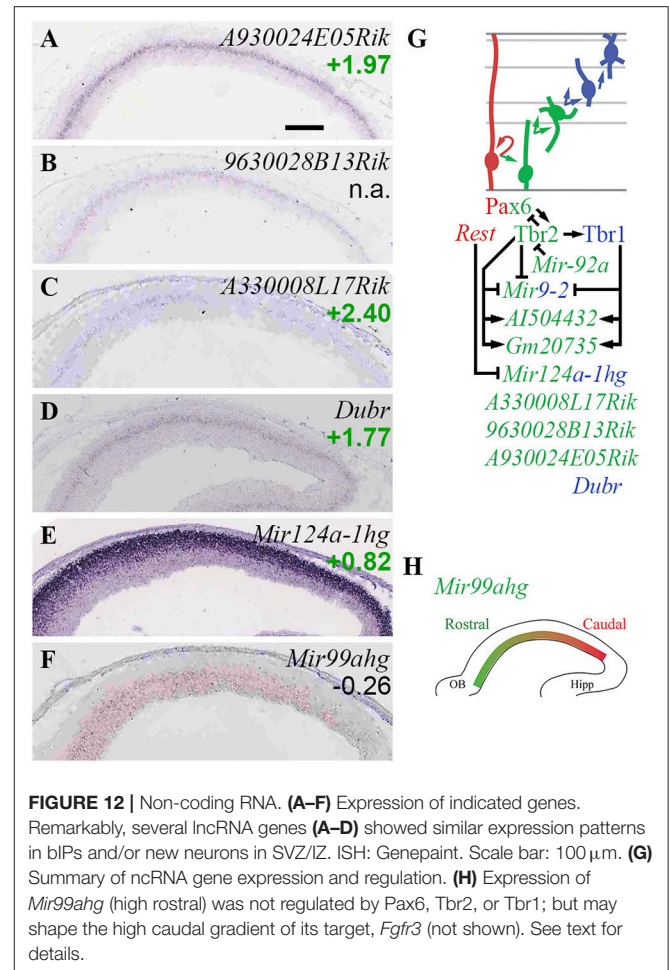 A
A930024E05Rik
+1.97
B
9630028B13Rik
n.a.
C
A330008L17Rik
+2.40
D
Dubr
+1.77
E
Mir124a-1hg
+0.82
F
Mir99ahg
-0.26
G
Pax6
Rest
Tbr2
Tbr1
Mir-92a
Mir9-2
AI504432
Gm20735
Mir124a-1hg
A330008L17Rik
9630028B13Rik
A930024E05Rik
Dubr
H
Mir99ahg
Rostral
Caudal
OB
Hipp
FIGURE 12 | Non-coding RNA. (A–F) Expression of indicated genes.
Remarkably, several lncRNA genes (A–D) showed similar expression patterns
in bIPs and/or new neurons in SVZ/IZ. ISH: Genepaint. Scale bar: 100 μm. (G)
Summary of ncRNA gene expression and regulation. (H) Expression of
Mir99ahg (high rostral) was not regulated by Pax6, Tbr2, or Tbr1; but may
shape the high caudal gradient of its target, Fgfr3 (not shown). See text for
details.